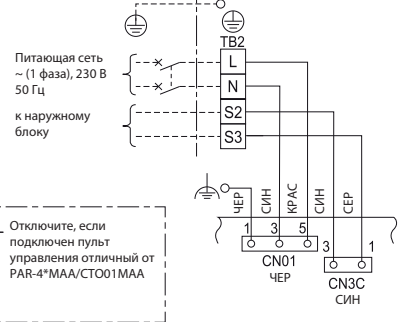 TB2
Питающая сеть
~ (1 фаза), 230 В
50 Гц
L
N
к наружному
блоку
S2
S3
ЧЕР
СИН
КРАС
СИН
СЕР
1 3 5
3 1
CN01
ЧЕР
CN3C
СИН
Отключите, если
подключен пульт
управления отличный от
PAR-4*MAA/CTO01MAA